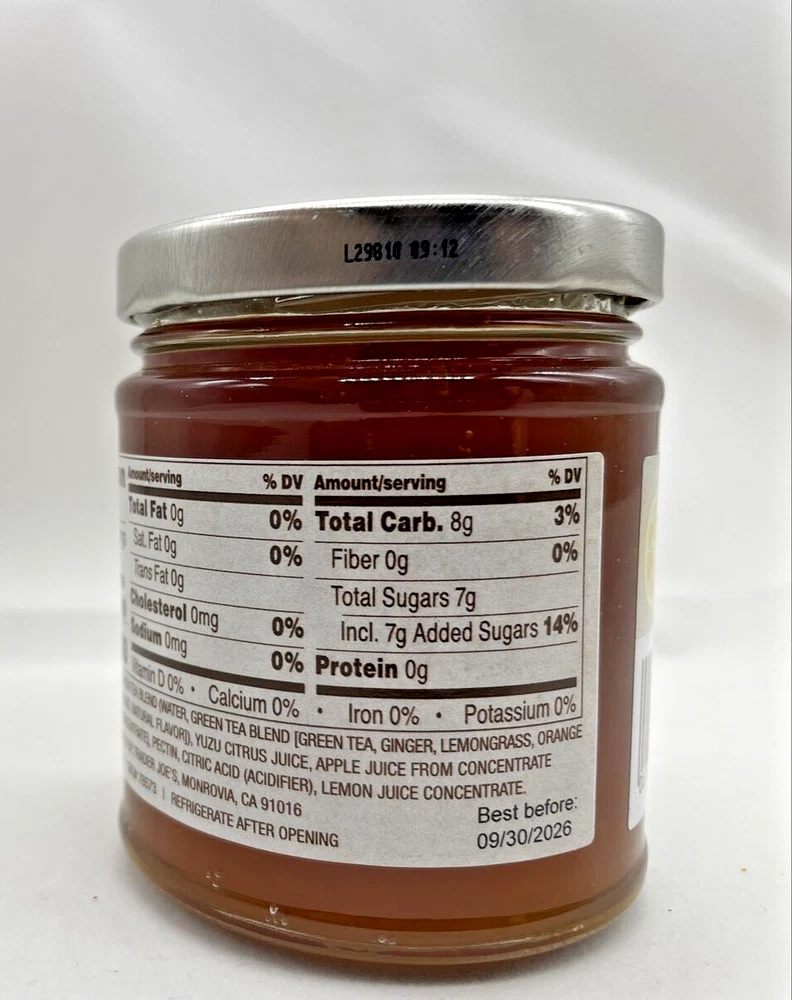 L29810 09:12
Amount/serving % DV Amount/serving % DV
Total Fat 0g 0% Total Carb. 8g 3%
Sat. Fat 0g 0% Fiber 0g 0%
Trans Fat 0g Total Sugars 7g
Cholesterol 0mg 0% Incl. 7g Added Sugars 14%
Sodium 0mg 0% Protein 0g
Vitamin D 0% • Calcium 0% • Iron 0% • Potassium 0%
BLEND (WATER, GREEN TEA BLEND [GREEN TEA, GINGER, LEMONGRASS, ORANGE
NATURAL FLAVOR]), YUZU CITRUS JUICE, APPLE JUICE FROM CONCENTRATE
PECTIN, CITRIC ACID (ACIDIFIER), LEMON JUICE CONCENTRATE.
TRADER JOE'S, MONROVIA, CA 91016
| REFRIGERATE AFTER OPENING
Best before:
09/30/2026